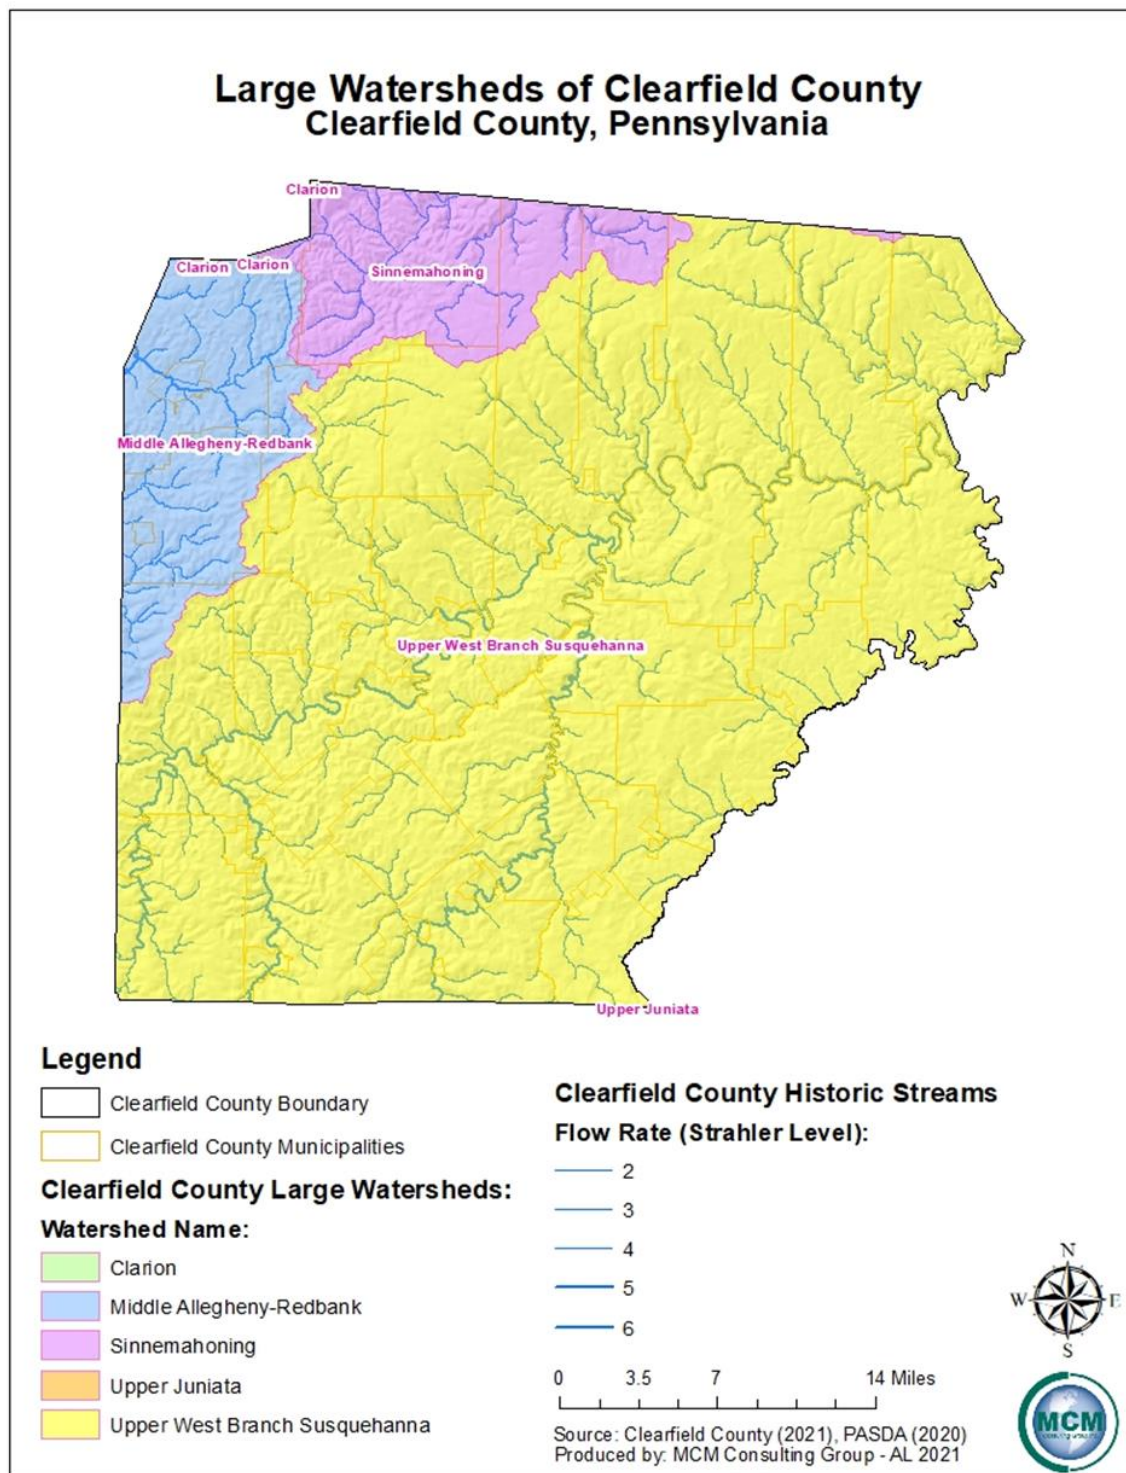 Large Watersheds of Clearfield County
Clearfield County, Pennsylvania
Clarion
Clarion
Clarion
Sinnemahoning
Middle Allegheny-Redbank
Upper West Branch Susquehanna
Upper Juniata
Legend
Clearfield County Boundary
Clearfield County Municipalities
Clearfield County Large Watersheds:
Watershed Name:
Clarion
Middle Allegheny-Redbank
Sinnemahoning
Upper Juniata
Upper West Branch Susquehanna
Clearfield County Historic Streams
Flow Rate (Strahler Level):
2
3
4
5
6
0 3.5 7 14 Miles
Source: Clearfield County (2021), PASDA (2020)
Produced by: MCM Consulting Group - AL 2021
N
W E
S
MCM